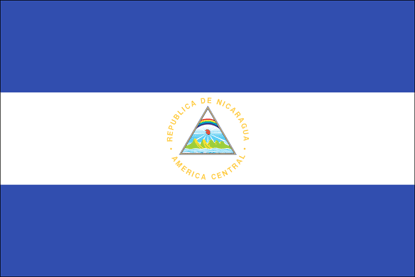 REPUBLICA DE NICARAGUA
- AMERICA CENTRAL -